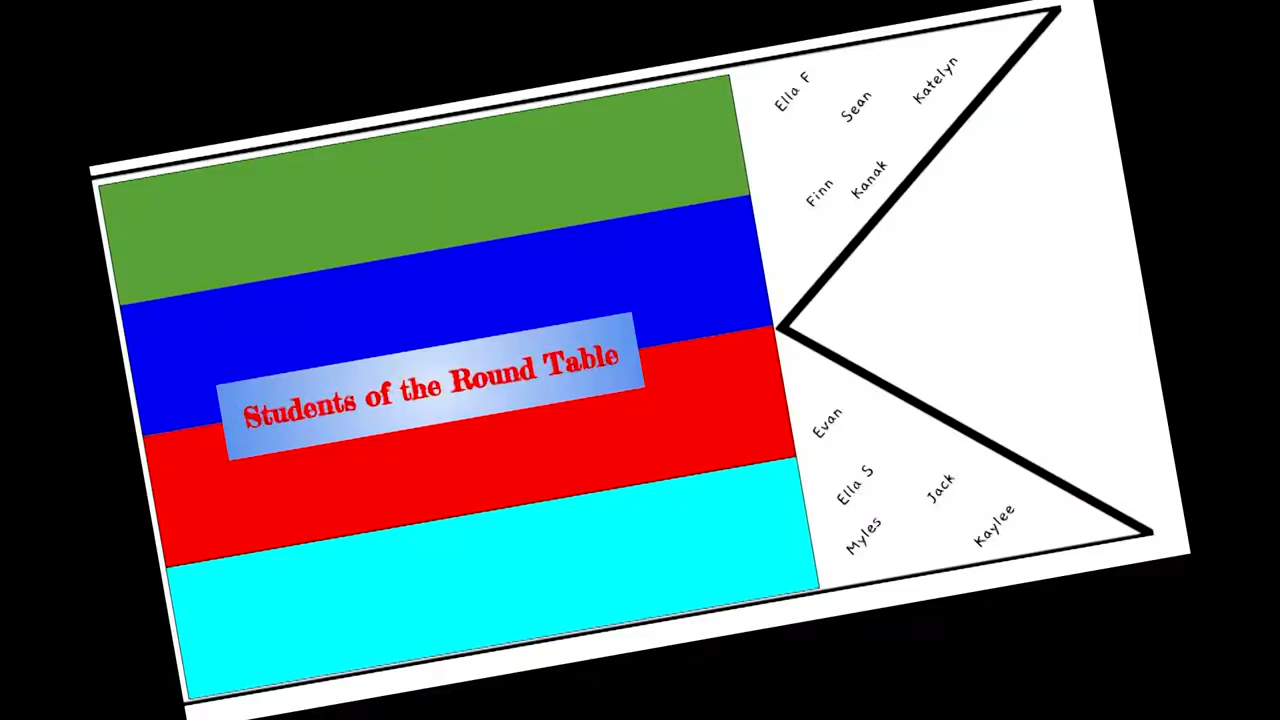 Students of the Round Table
Ella F
Sean
Katelyn
Finn
Kanak
Evan
Ella S
Jack
Myles
Kaylee